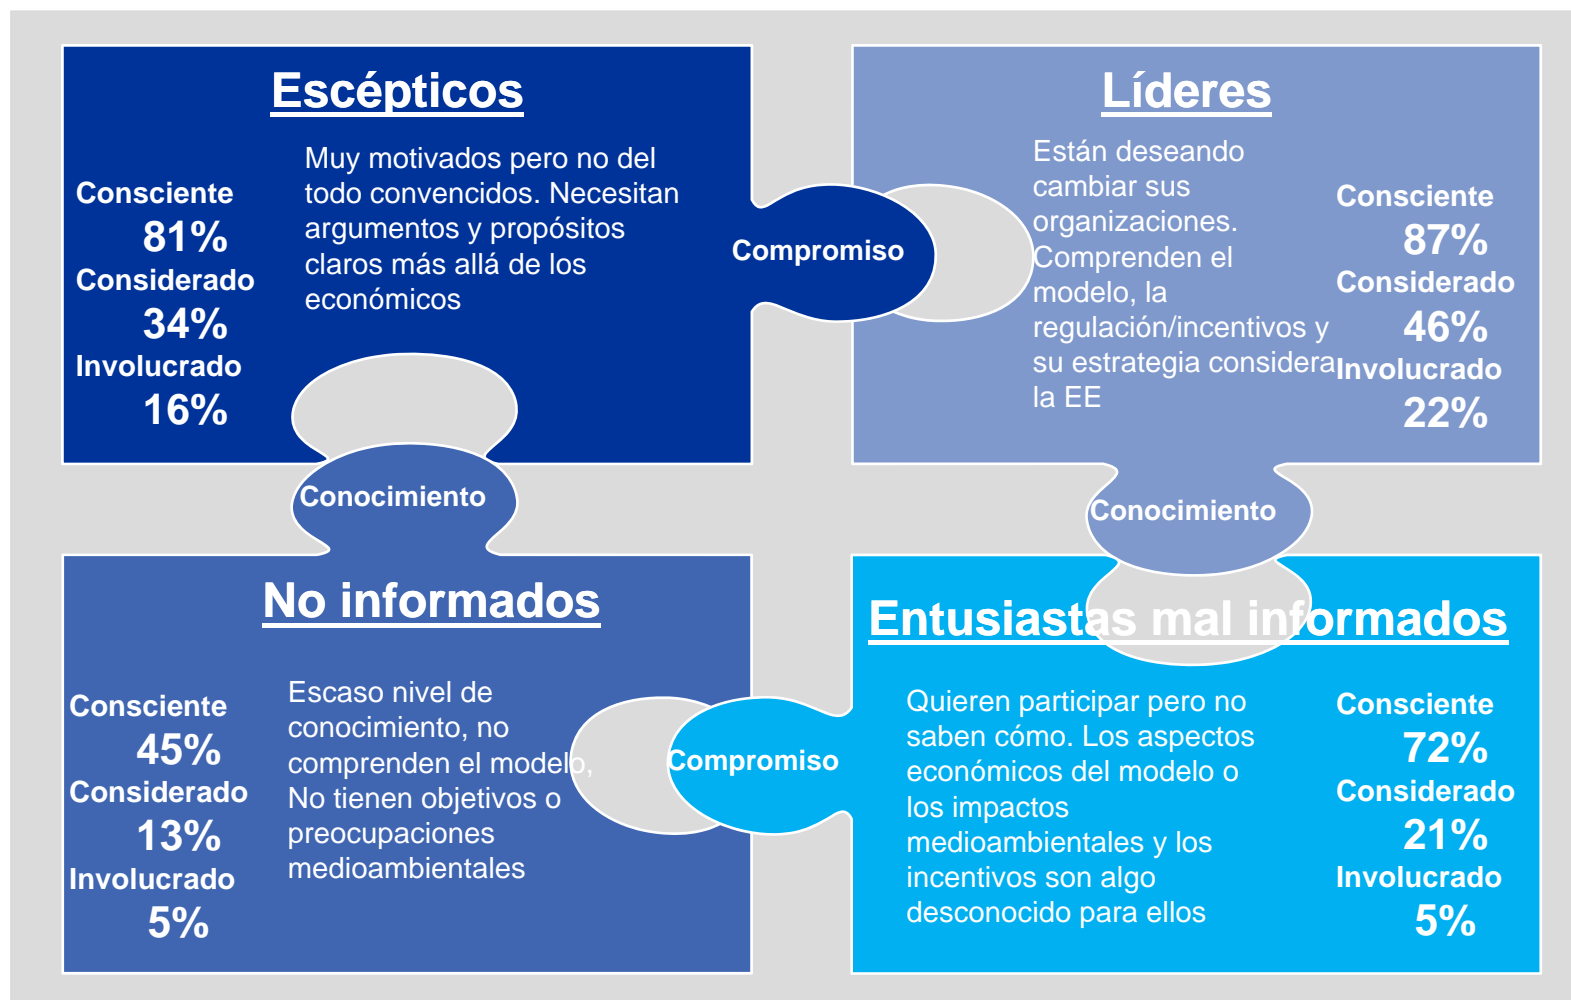 Escépticos
Consciente
81%
Considerado
34%
Involucrado
16%
Muy motivados pero no del
todo convencidos. Necesitan
argumentos y propósitos
claros más allá de los
económicos
Compromiso
Líderes
Están deseando
cambiar sus
organizaciones.
Comprenden el
modelo, la
regulación/incentivos y
su estrategia considera
la EE
Consciente
87%
Considerado
46%
Involucrado
22%
Conocimiento
Conocimiento
No informados
Consciente
45%
Considerado
13%
Involucrado
5%
Escaso nivel de
conocimiento, no
comprenden el modelo,
No tienen objetivos o
preocupaciones
medioambientales
Compromiso
Entusiastas mal informados
Quieren participar pero no
saben cómo. Los aspectos
económicos del modelo o
los impactos
medioambientales y los
incentivos son algo
desconocido para ellos
Consciente
72%
Considerado
21%
Involucrado
5%